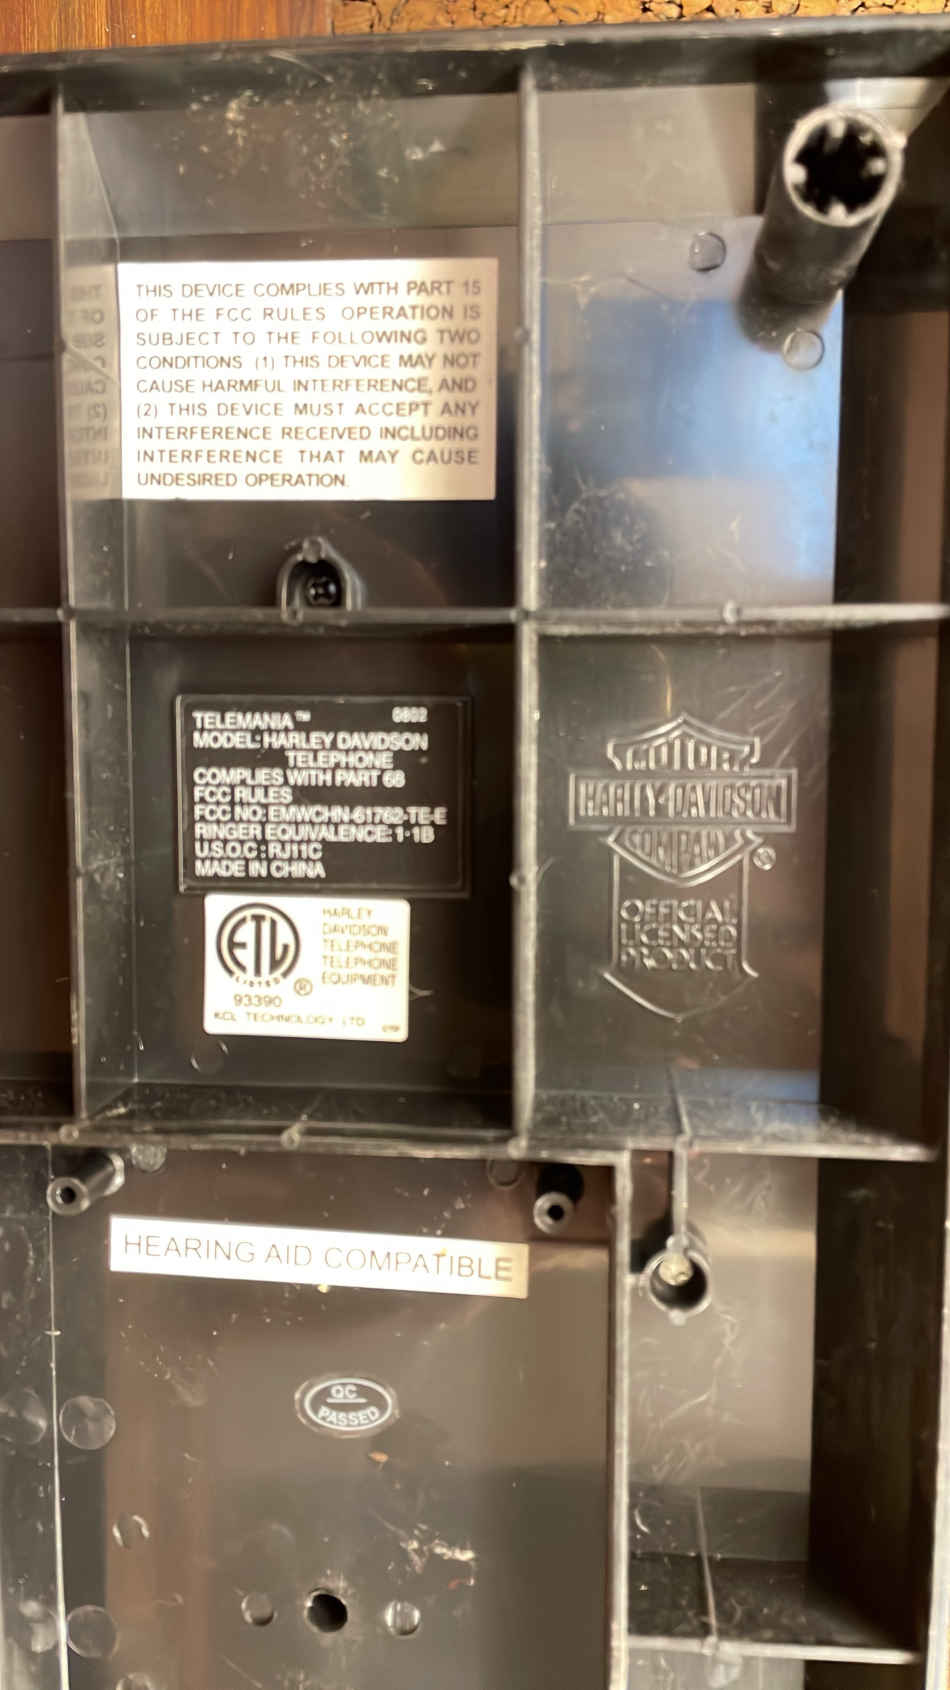 THIS DEVICE COMPLIES WITH PART 15
OF THE FCC RULES OPERATION IS
SUBJECT TO THE FOLLOWING TWO
CONDITIONS (1) THIS DEVICE MAY NOT
CAUSE HARMFUL INTERFERENCE, AND
(2) THIS DEVICE MUST ACCEPT ANY
INTERFERENCE RECEIVED INCLUDING
INTERFERENCE THAT MAY CAUSE
UNDESIRED OPERATION.
TELEMANIA™
MODEL: HARLEY DAVIDSON
TELEPHONE
COMPLIES WITH PART 68
FCC RULES
FCC NO: EMWCHN-61762-TE-E
RINGER EQUIVALENCE: 1·1B
U.S.O.C : RJ11C
MADE IN CHINA
ETL
LISTED
®
HARLEY
DAVIDSON
TELEPHONE
TELEPHONE
EQUIPMENT
93390
KCL TECHNOLOGY LTD
MOTOR
HARLEY-DAVIDSON
COMPANY
®
OFFICIAL
LICENSED
PRODUCT
HEARING AID COMPATIBLE
QC
PASSED